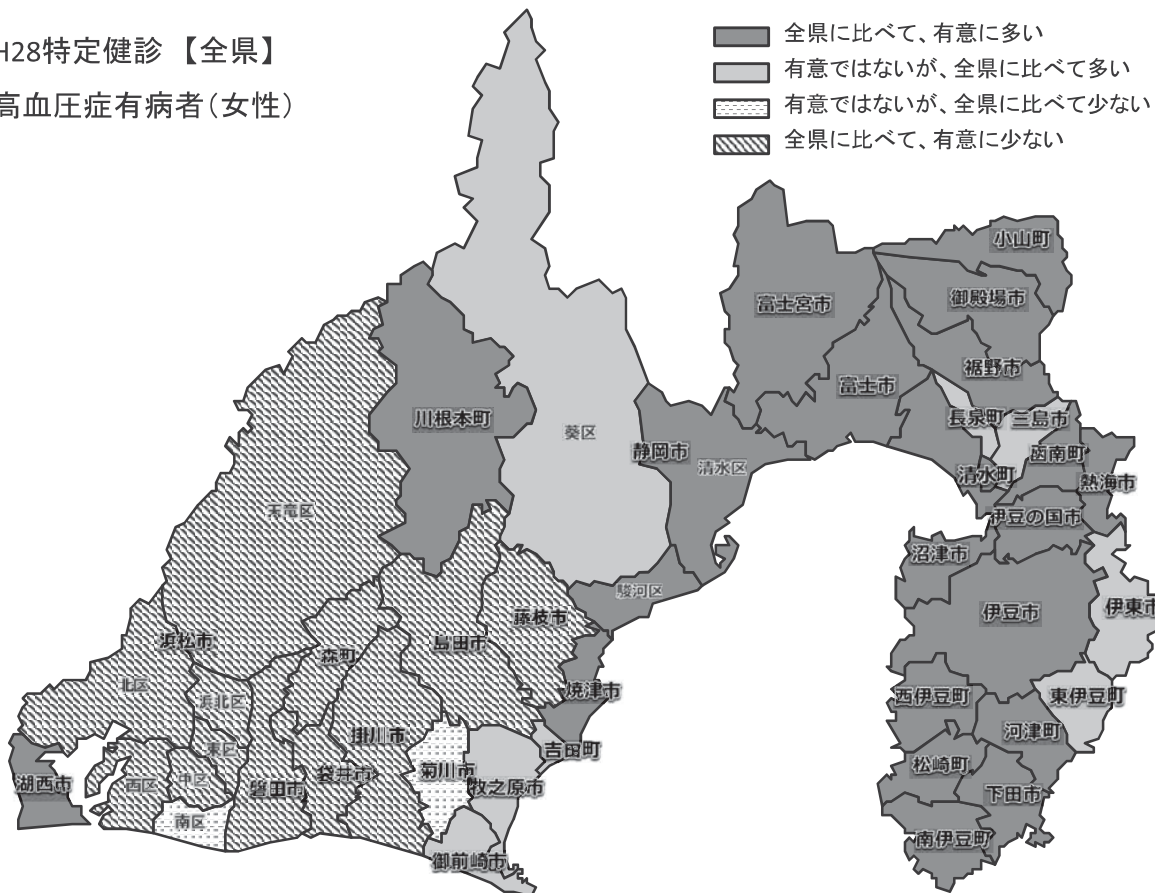 H28特定健診 【全県】
高血圧症有病者(女性)
全県に比べて、有意に多い
有意ではないが、全県に比べて多い
有意ではないが、全県に比べて少ない
全県に比べて、有意に少ない
小山町
御殿場市
富士宮市
裾野市
富士市
川根本町
長泉町
三島市
葵区
静岡市
函南町
清水区
清水町
熱海市
天竜区
伊豆の国市
沼津市
駿河区
伊東市
藤枝市
伊豆市
浜松市
島田市
森町
北区
焼津市
西伊豆町
東伊豆町
浜北区
河津町
掛川市
東区
吉田町
菊川市
松崎町
袋井市
中区
湖西市
西区
磐田市
牧之原市
下田市
南区
南伊豆町
御前崎市